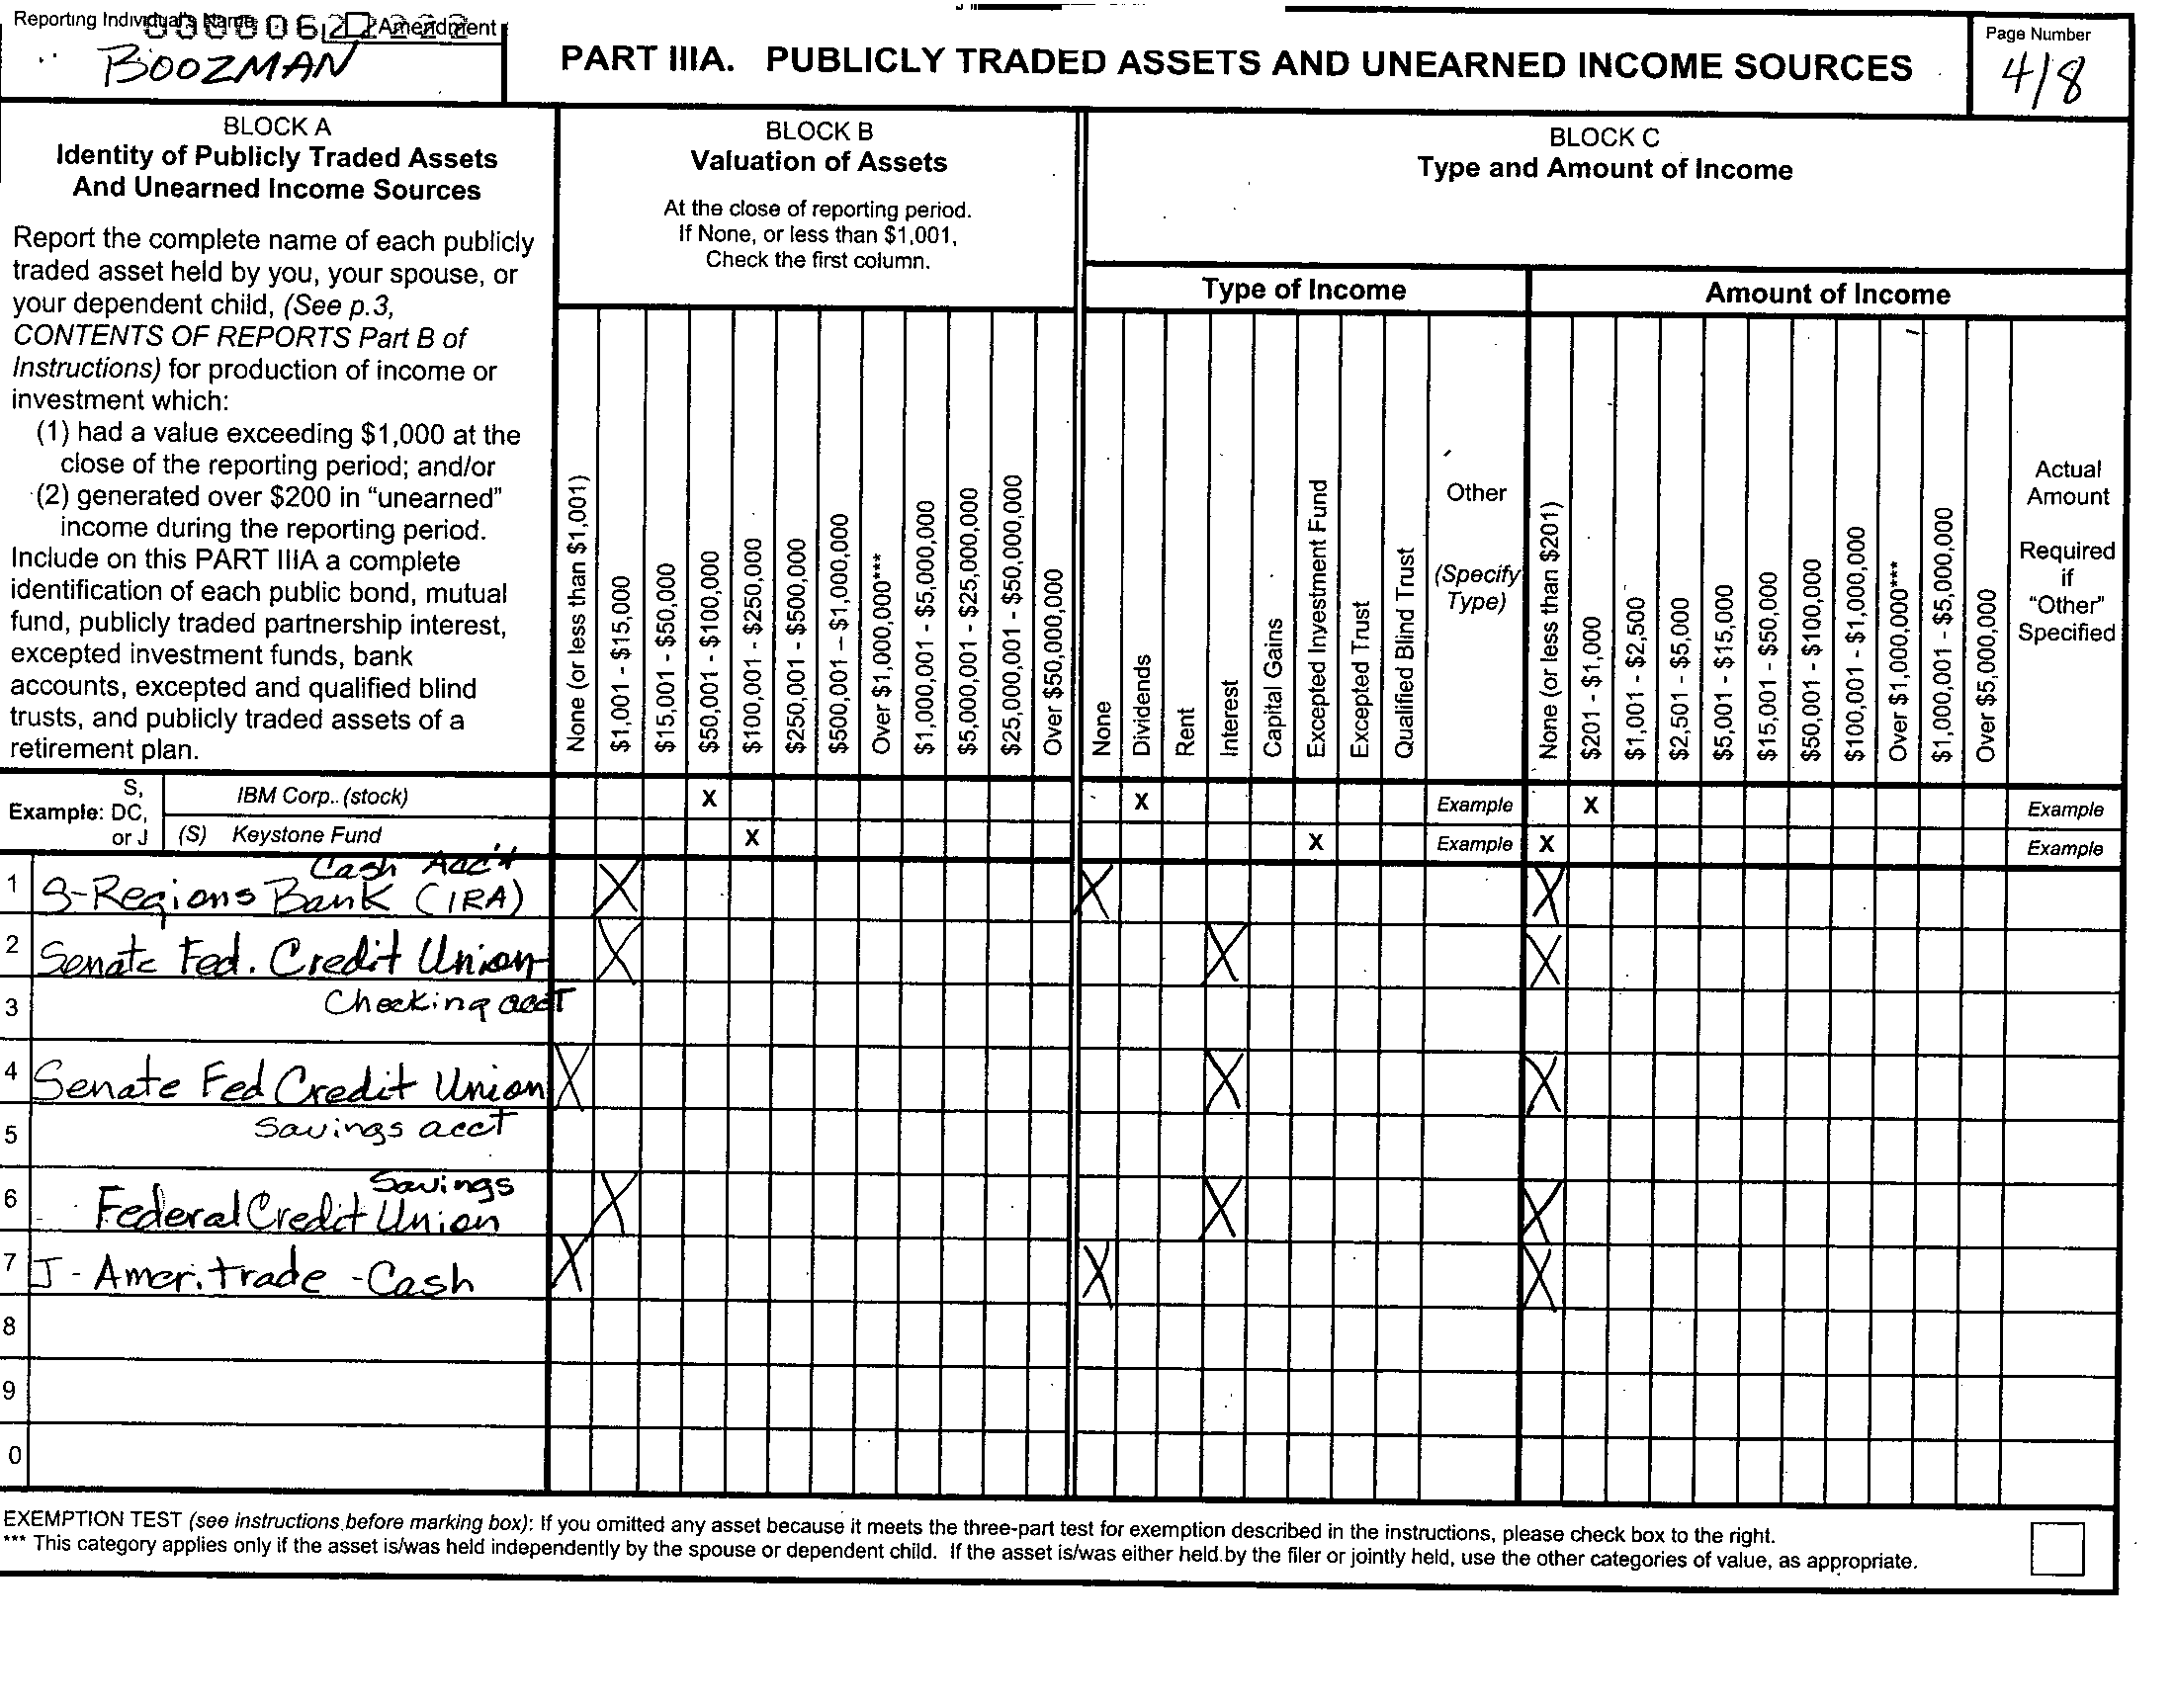 Reporting Individual's Name
Amendment
BOOZMAN
PART IIIA. PUBLICLY TRADED ASSETS AND UNEARNED INCOME SOURCES
Page Number
4/8
BLOCK A
Identity of Publicly Traded Assets
And Unearned Income Sources
Report the complete name of each publicly
traded asset held by you, your spouse, or
your dependent child, (See p.3,
CONTENTS OF REPORTS Part B of
Instructions) for production of income or
investment which:
(1) had a value exceeding $1,000 at the
close of the reporting period; and/or
(2) generated over $200 in “unearned”
income during the reporting period.
Include on this PART IIIA a complete
identification of each public bond, mutual
fund, publicly traded partnership interest,
excepted investment funds, bank
accounts, excepted and qualified blind
trusts, and publicly traded assets of a
retirement plan.
BLOCK B
Valuation of Assets
At the close of reporting period.
If None, or less than $1,001,
Check the first column.
None (or less than $1,001)
$1,001 - $15,000
$15,001 - $50,000
$50,001 - $100,000
$100,001 - $250,000
$250,001 - $500,000
$500,001 – $1,000,000
Over $1,000,000***
$1,000,001 - $5,000,000
$5,000,001 - $25,000,000
$25,000,001 - $50,000,000
Over $50,000,000
BLOCK C
Type and Amount of Income
Type of Income
None
Dividends
Rent
Interest
Capital Gains
Excepted Investment Fund
Excepted Trust
Qualified Blind Trust
Other
(Specify
Type)
Amount of Income
None (or less than $201)
$201 - $1,000
$1,001 - $2,500
$2,501 - $5,000
$5,001 - $15,000
$15,001 - $50,000
$50,001 - $100,000
$100,001 - $1,000,000
Over $1,000,000***
$1,000,001 - $5,000,000
Over $5,000,000
Actual
Amount
Required
if
“Other”
Specified
Example: S, DC, or J
IBM Corp.. (stock) X X Example X Example
(S) Keystone Fund X X Example X Example
Cash Acc't
1 S-Regions Bank (IRA) X X X
2 Senate Fed. Credit Union X X X
3 Checking accT
4 Senate Fed Credit Union X X X
5 Savings accT
Savings
6 Federal Credit Union X X X
7 J - Ameritrade - Cash X X X
8
9
0
EXEMPTION TEST (see instructions before marking box): If you omitted any asset because it meets the three-part test for exemption described in the instructions, please check box to the right.
*** This category applies only if the asset is/was held independently by the spouse or dependent child. If the asset is/was either held by the filer or jointly held, use the other categories of value, as appropriate.